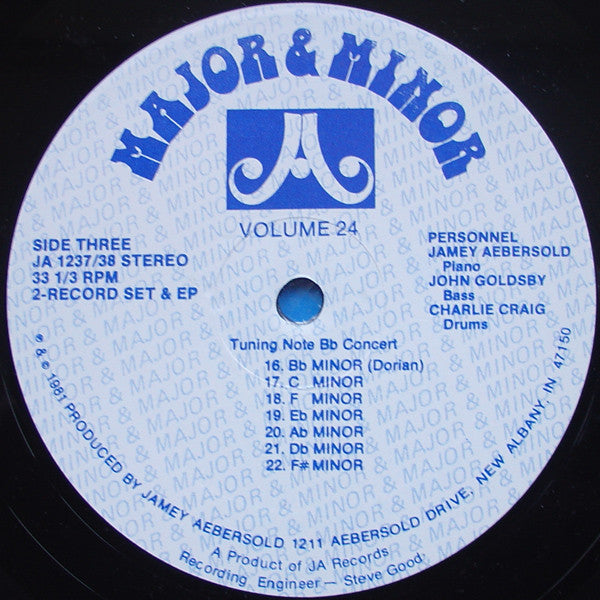 MAJOR & MINOR
VOLUME 24
SIDE THREE
JA 1237/38 STEREO
33 1/3 RPM
2-RECORD SET & EP
PERSONNEL
JAMEY AEBERSOLD
Piano
JOHN GOLDSBY
Bass
CHARLIE CRAIG
Drums
Tuning Note Bb Concert
16. Bb MINOR (Dorian)
17. C MINOR
18. F MINOR
19. Eb MINOR
20. Ab MINOR
21. Db MINOR
22. F# MINOR
℗ & © 1981 PRODUCED BY JAMEY AEBERSOLD 1211 AEBERSOLD DRIVE, NEW ALBANY, IN 47150
A Product of JA Records
Recording Engineer — Steve Good